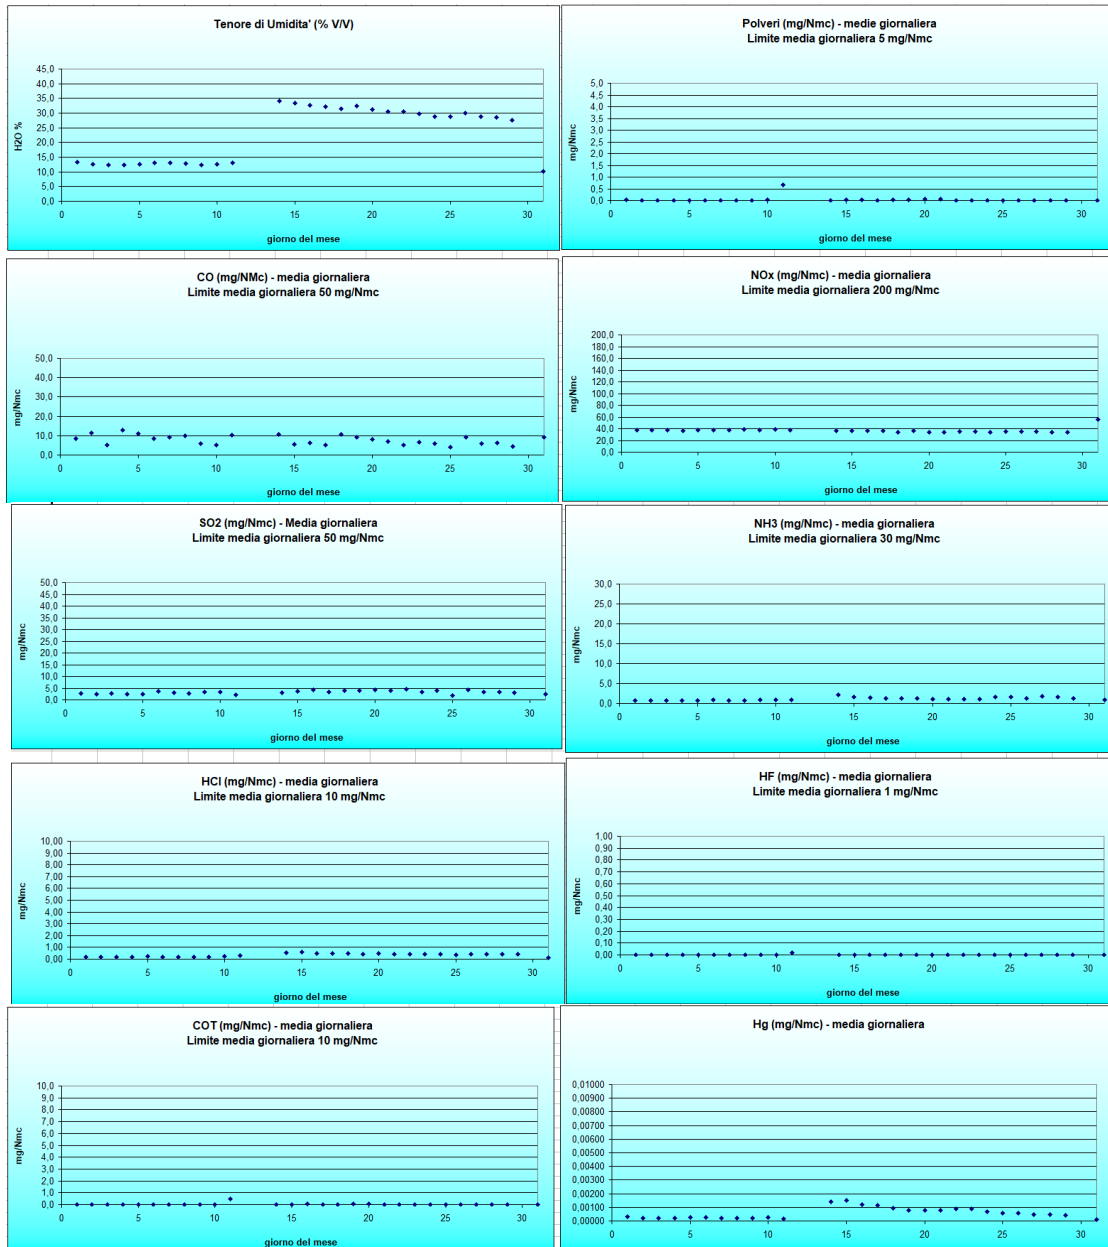 Tenore di Umidita' (% V/V)
45,0
40,0
35,0
30,0
25,0
20,0
15,0
10,0
5,0
0,0
H2O %
0 5 10 15 20 25 30
giorno del mese
Polveri (mg/Nmc) - medie giornaliera
Limite media giornaliera 5 mg/Nmc
5,0
4,5
4,0
3,5
3,0
2,5
2,0
1,5
1,0
0,5
0,0
mg/Nmc
0 5 10 15 20 25 30
giorno del mese
CO (mg/NMc) - media giornaliera
Limite media giornaliera 50 mg/Nmc
50,0
40,0
30,0
20,0
10,0
0,0
mg/Nmc
0 5 10 15 20 25 30
giorno del mese
NOx (mg/Nmc) - media giornaliera
Limite media giornaliera 200 mg/Nmc
200,0
180,0
160,0
140,0
120,0
100,0
80,0
60,0
40,0
20,0
0,0
mg/Nmc
0 5 10 15 20 25 30
giorno del mese
SO2 (mg/Nmc) - Media giornaliera
Limite media giornaliera 50 mg/Nmc
50,0
45,0
40,0
35,0
30,0
25,0
20,0
15,0
10,0
5,0
0,0
mg/Nmc
0 5 10 15 20 25 30
giorno del mese
NH3 (mg/Nmc) - media giornaliera
Limite media giornaliera 30 mg/Nmc
30,0
25,0
20,0
15,0
10,0
5,0
0,0
mg/Nmc
0 5 10 15 20 25 30
giorno del mese
HCl (mg/Nmc) - media giornaliera
Limite media giornaliera 10 mg/Nmc
10,00
9,00
8,00
7,00
6,00
5,00
4,00
3,00
2,00
1,00
0,00
mg/Nmc
0 5 10 15 20 25 30
giorno del mese
HF (mg/Nmc) - media giornaliera
Limite media giornaliera 1 mg/Nmc
1,00
0,90
0,80
0,70
0,60
0,50
0,40
0,30
0,20
0,10
0,00
mg/Nmc
0 5 10 15 20 25 30
giorno del mese
COT (mg/Nmc) - media giornaliera
Limite media giornaliera 10 mg/Nmc
10,0
9,0
8,0
7,0
6,0
5,0
4,0
3,0
2,0
1,0
0,0
mg/Nmc
0 5 10 15 20 25 30
giorno del mese
Hg (mg/Nmc) - media giornaliera
0,01000
0,00900
0,00800
0,00700
0,00600
0,00500
0,00400
0,00300
0,00200
0,00100
0,00000
mg/Nmc
0 5 10 15 20 25 30
giorno del mese